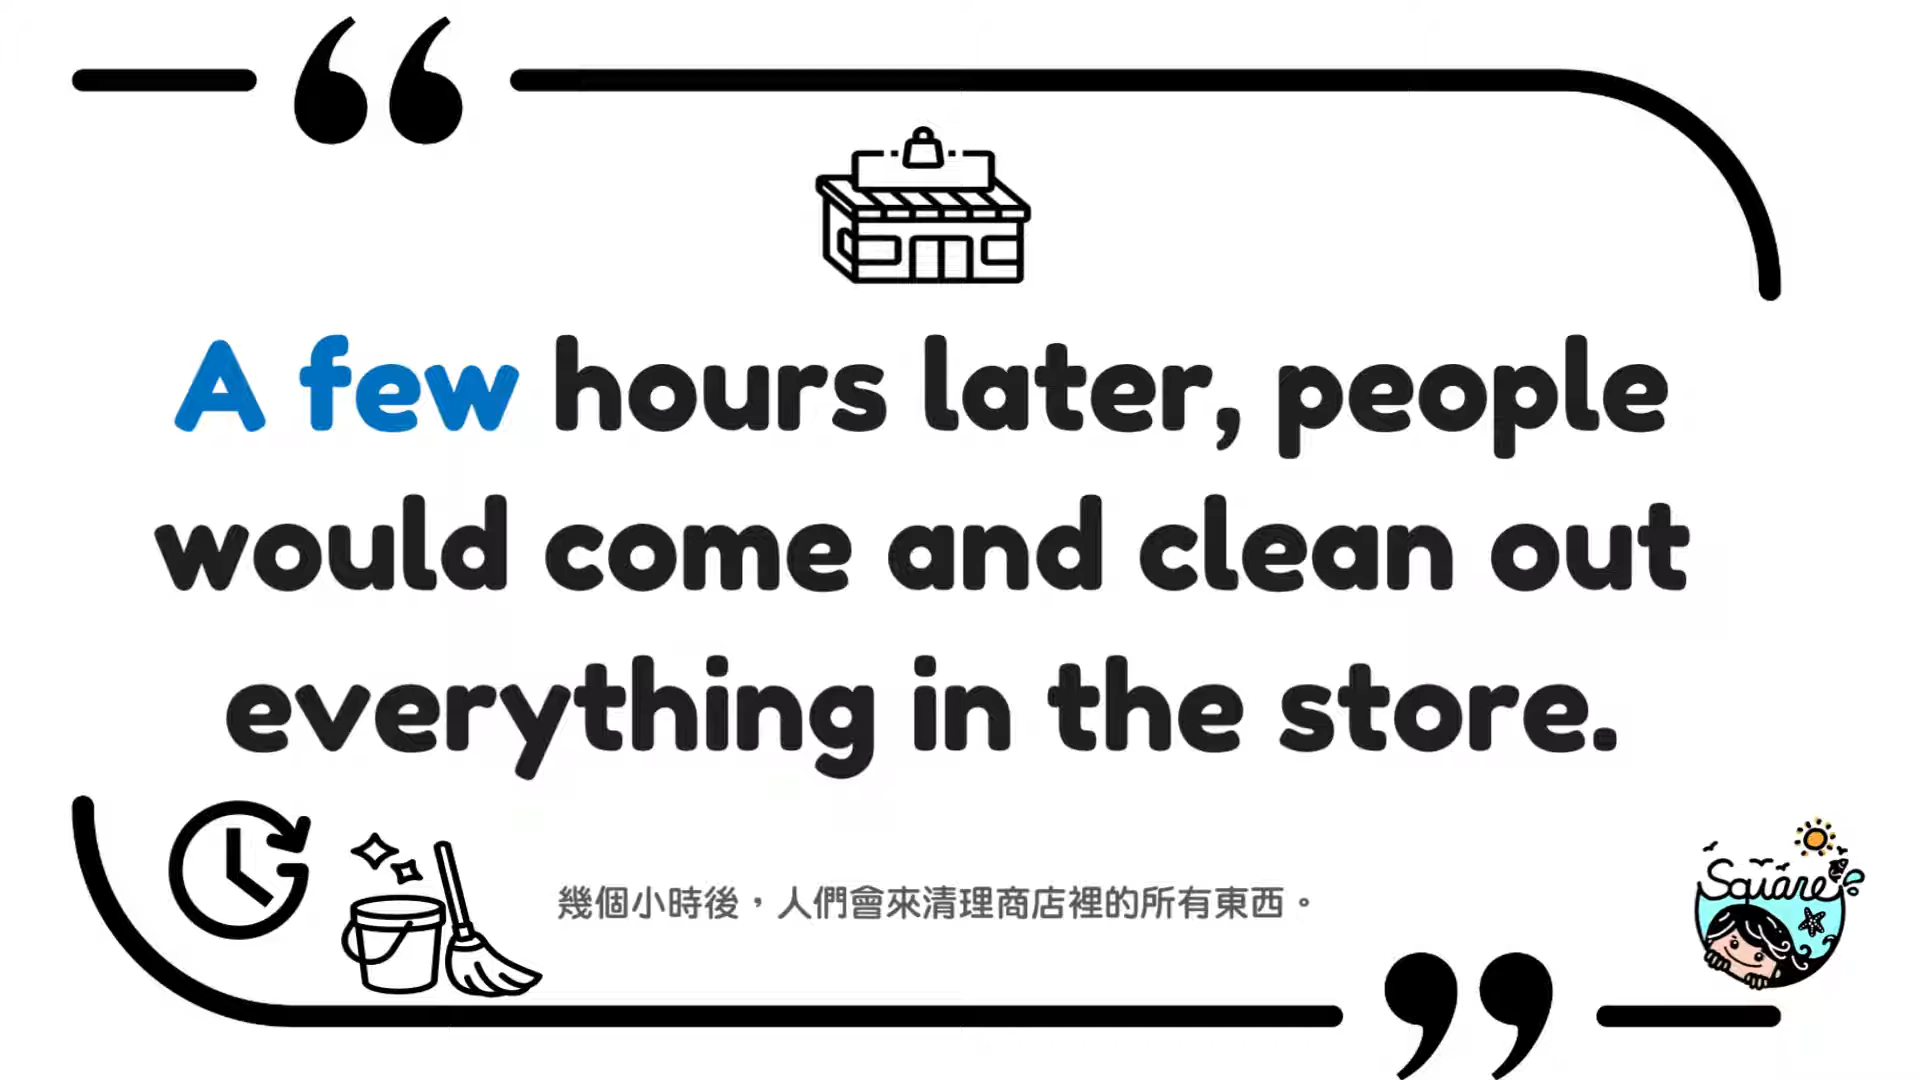 A few hours later, people
would come and clean out
everything in the store.
幾個小時後，人們會來清理商店裡的所有東西。
Square